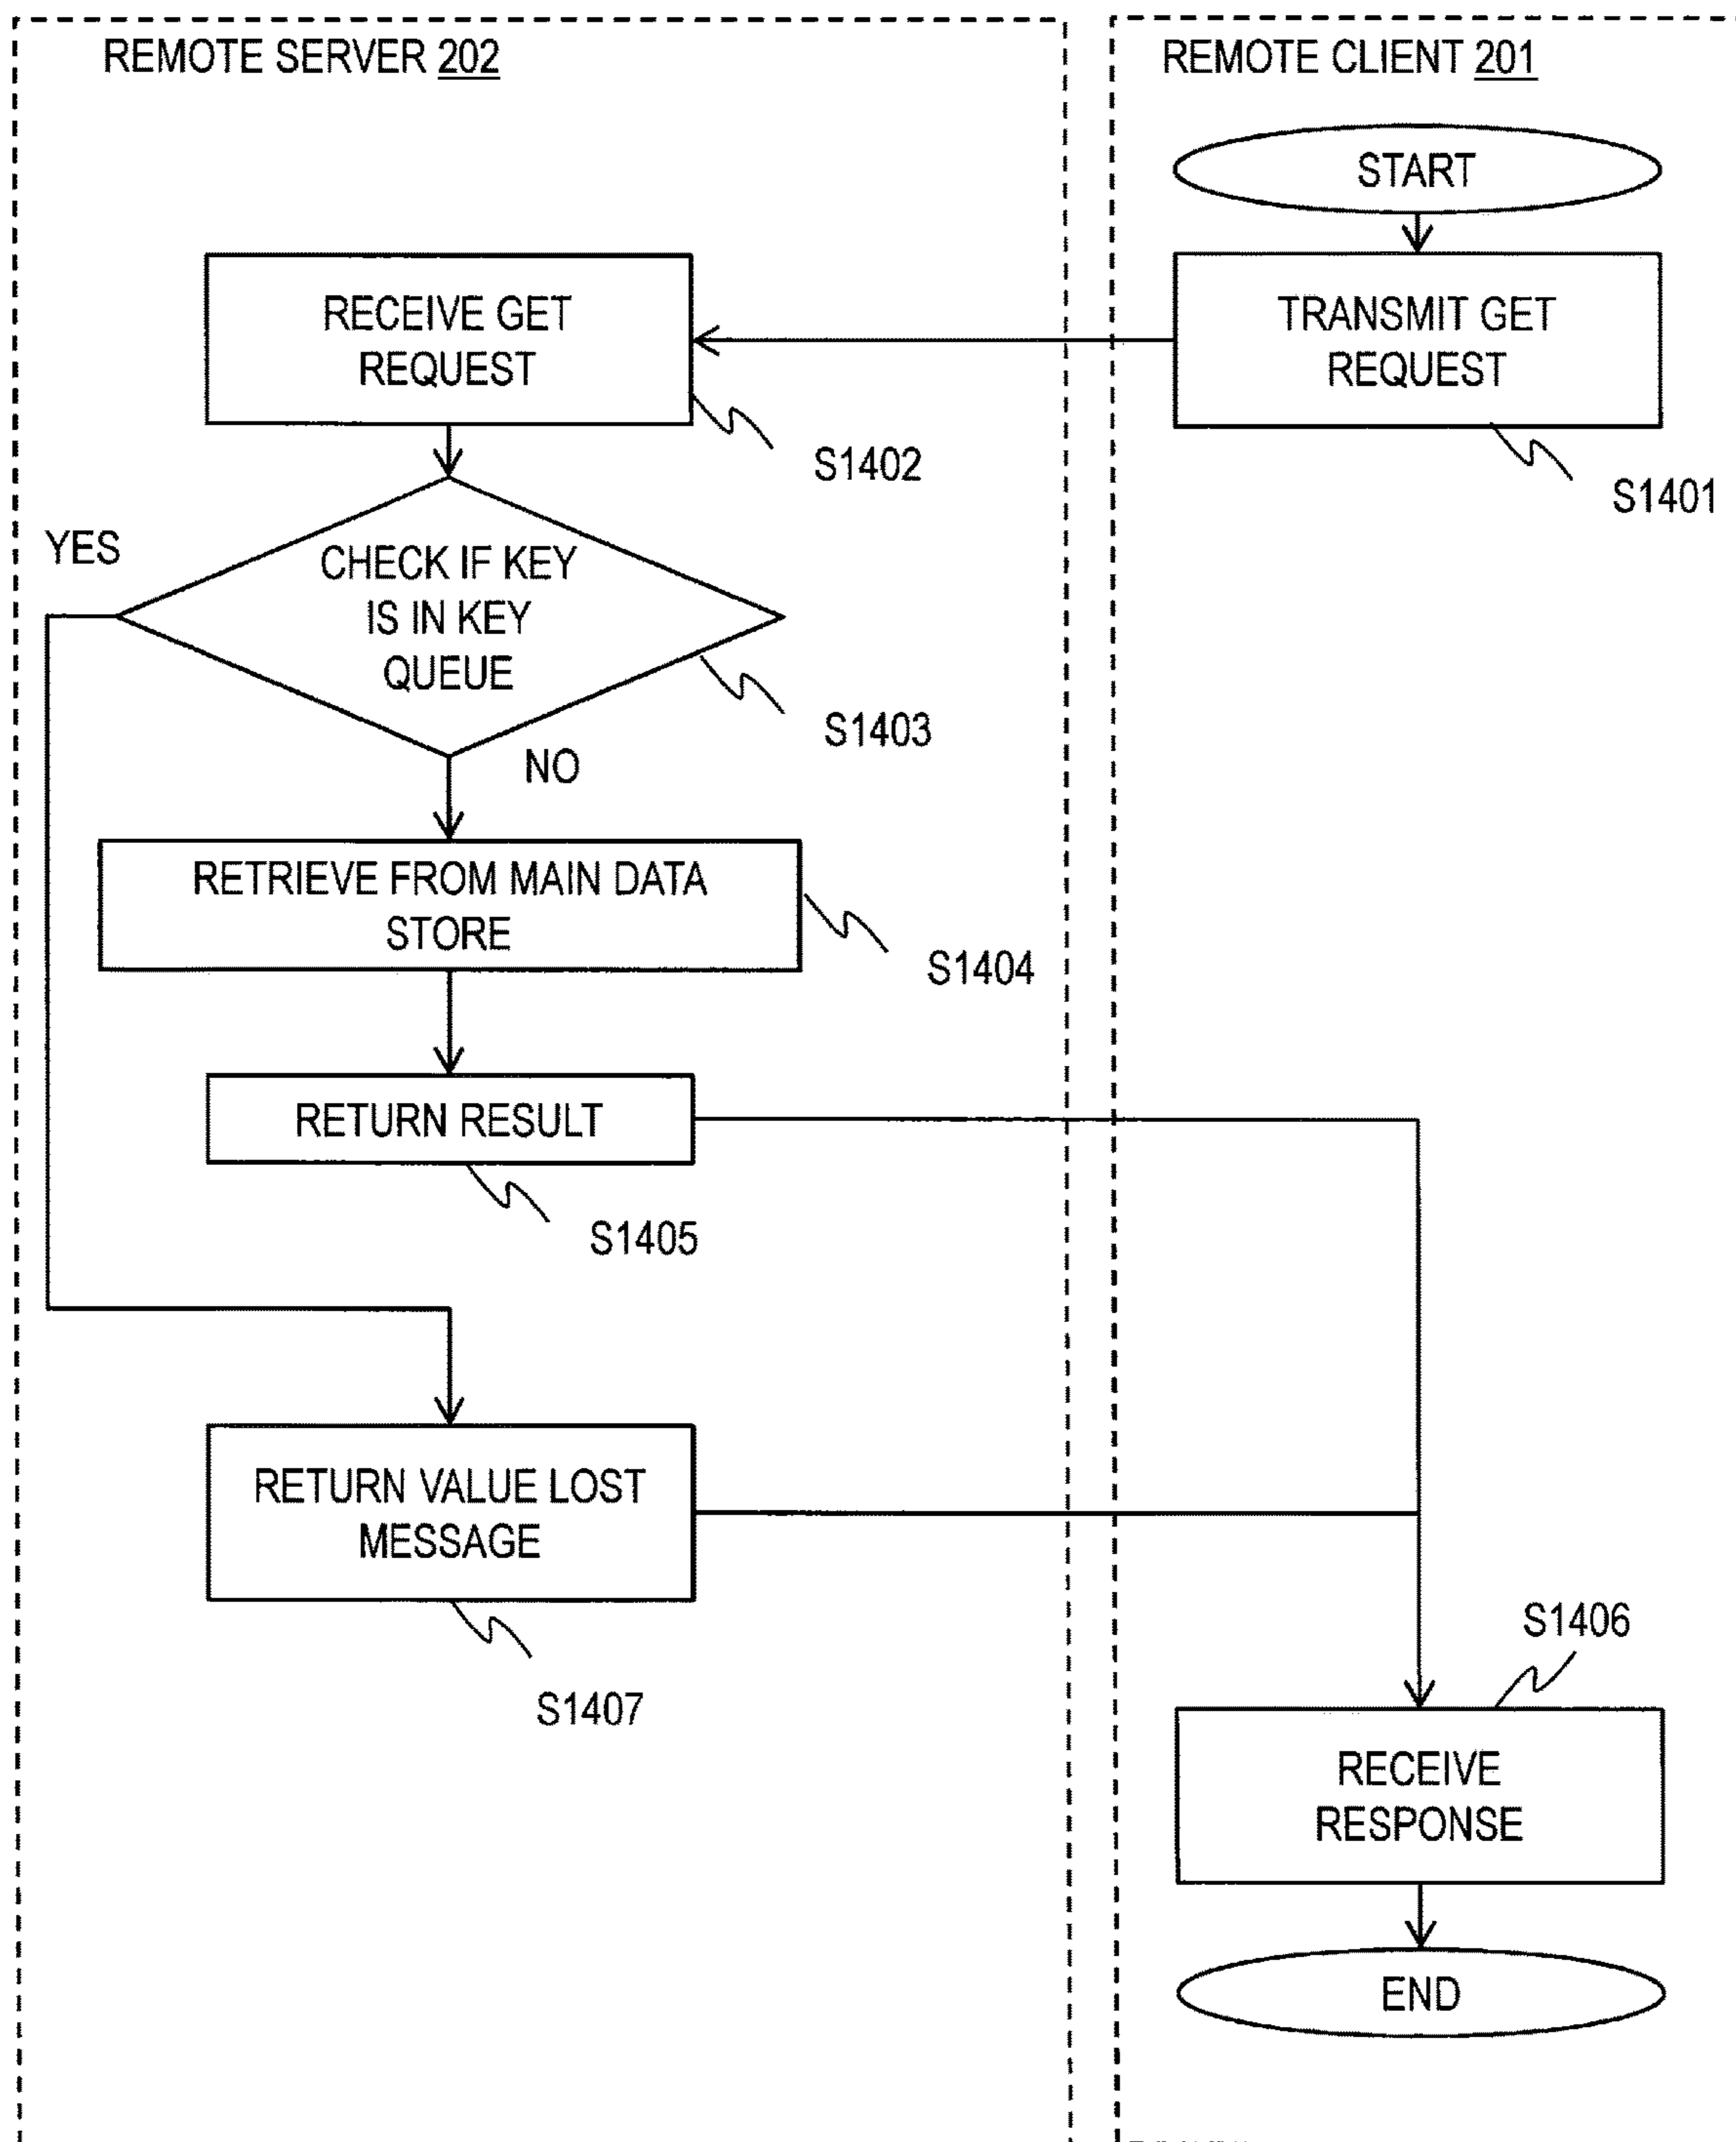 REMOTE SERVER 202
REMOTE CLIENT 201
START
TRANSMIT GET
REQUEST
S1401
RECEIVE GET
REQUEST
S1402
YES
CHECK IF KEY
IS IN KEY
QUEUE
S1403
NO
RETRIEVE FROM MAIN DATA
STORE
S1404
RETURN RESULT
S1405
RETURN VALUE LOST
MESSAGE
S1407
S1406
RECEIVE
RESPONSE
END